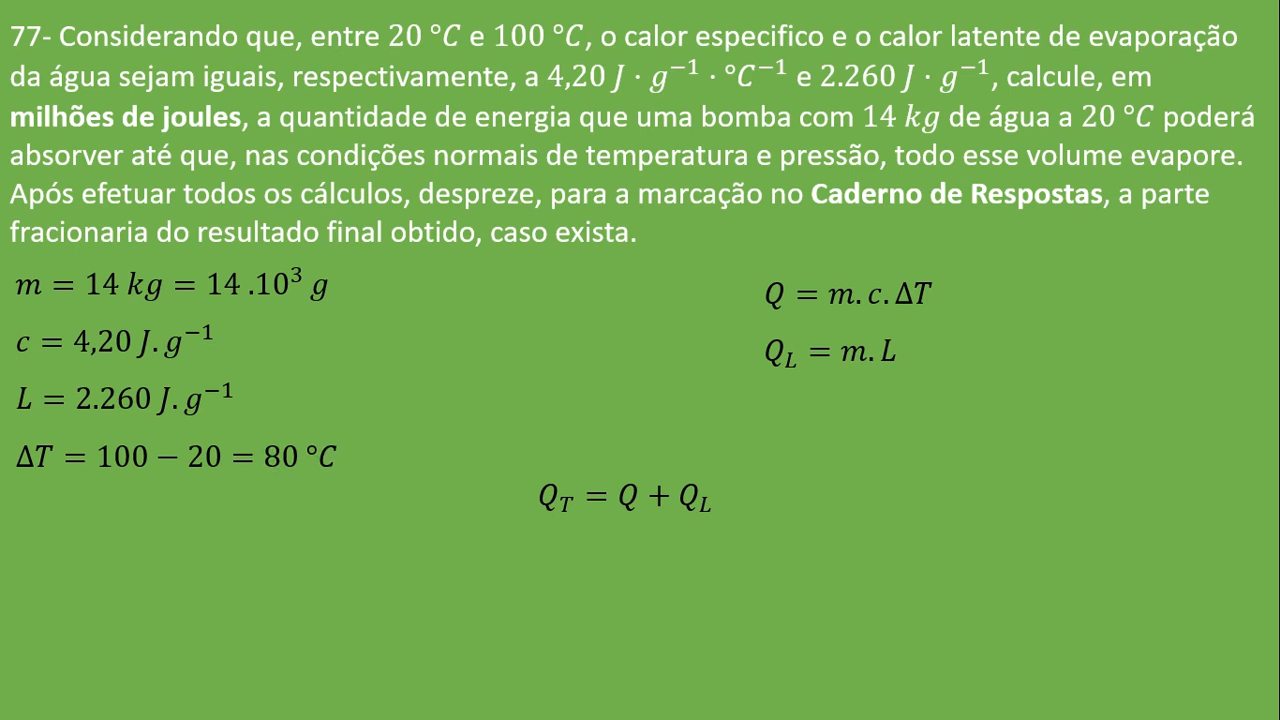 77- Considerando que, entre 20 °C e 100 °C, o calor especifico e o calor latente de evaporação
da água sejam iguais, respectivamente, a 4,20 J · g⁻¹ · °C⁻¹ e 2.260 J · g⁻¹, calcule, em
milhões de joules, a quantidade de energia que uma bomba com 14 kg de água a 20 °C poderá
absorver até que, nas condições normais de temperatura e pressão, todo esse volume evapore.
Após efetuar todos os cálculos, despreze, para a marcação no Caderno de Respostas, a parte
fracionaria do resultado final obtido, caso exista.
m = 14 kg = 14 .10³ g
c = 4,20 J. g⁻¹
L = 2.260 J. g⁻¹
ΔT = 100 − 20 = 80 °C
Q = m. c. ΔT
Q_L = m. L
Q_T = Q + Q_L